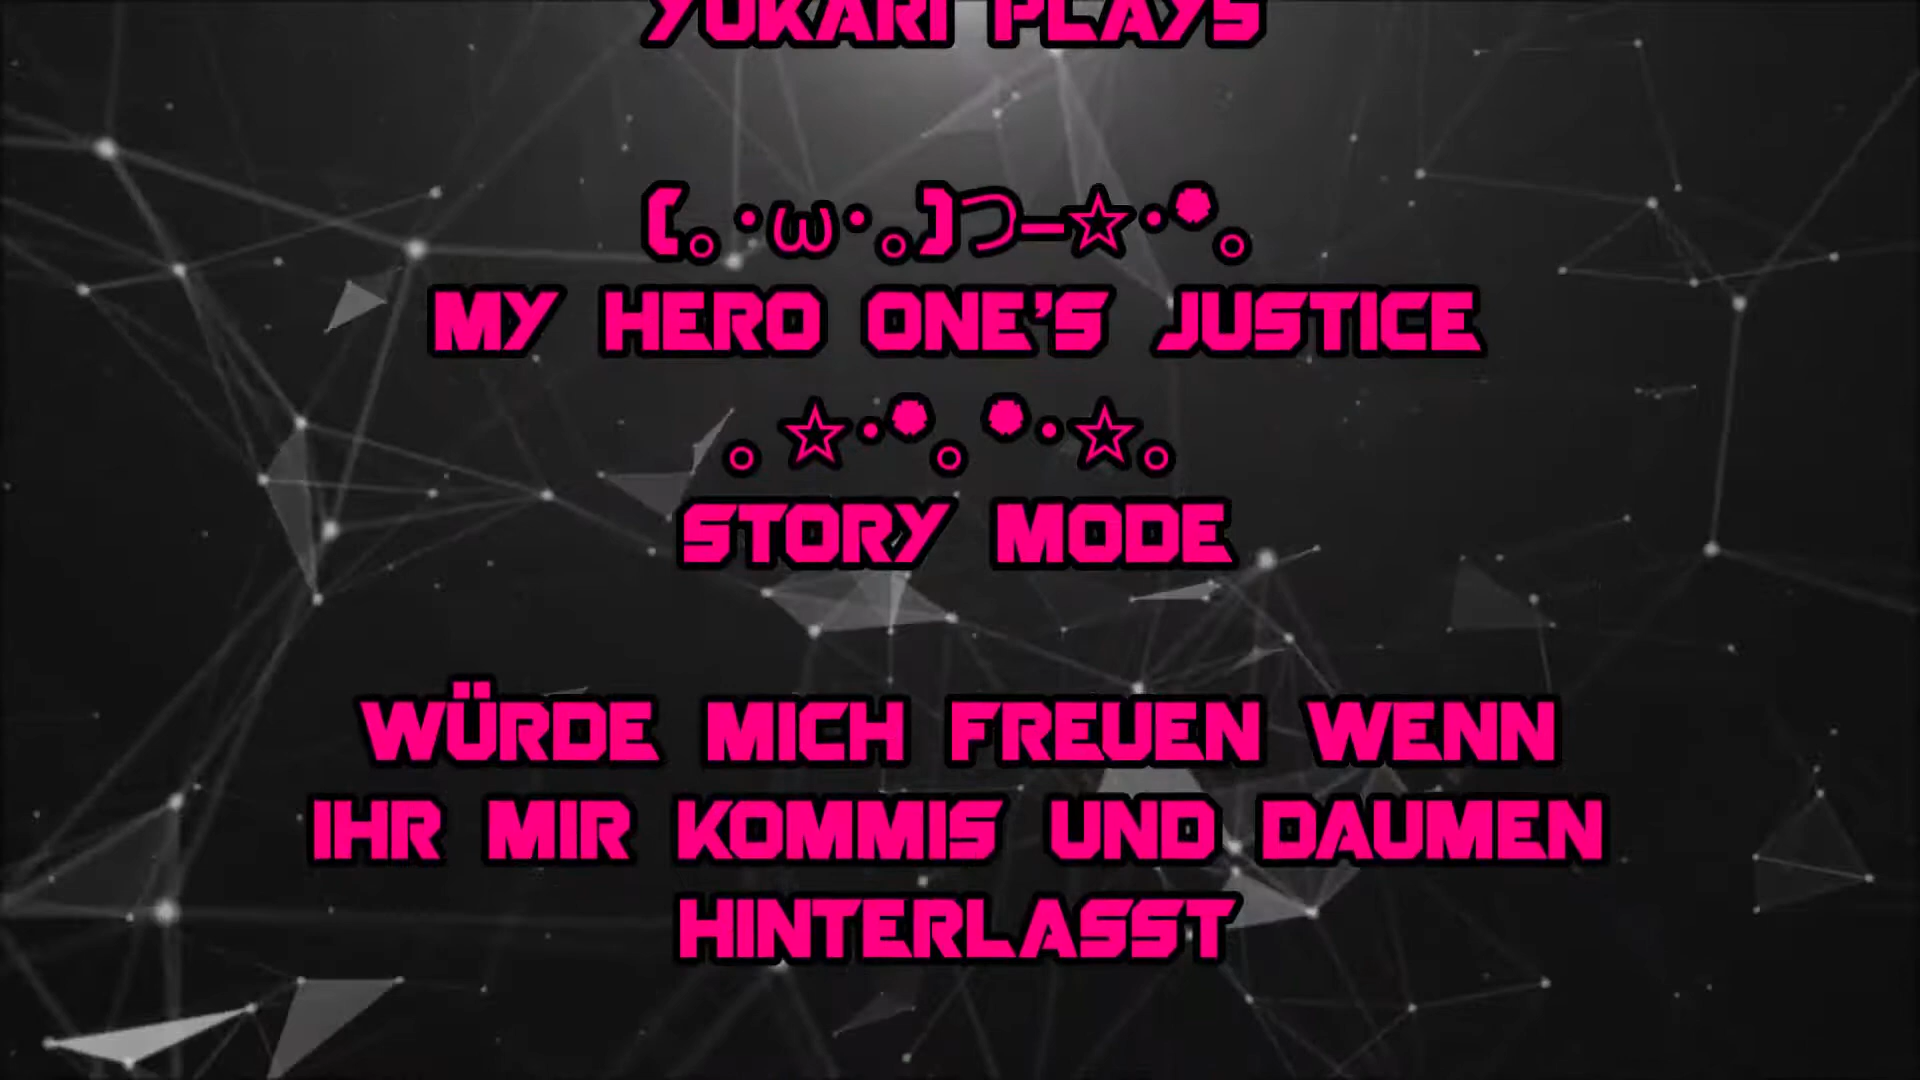 YUKARI PLAYS
(｡･ω･｡)つ━☆・*。
MY HERO ONE'S JUSTICE
。☆・*。*・☆。
STORY MODE
WÜRDE MICH FREUEN WENN
IHR MIR KOMMIS UND DAUMEN
HINTERLASST